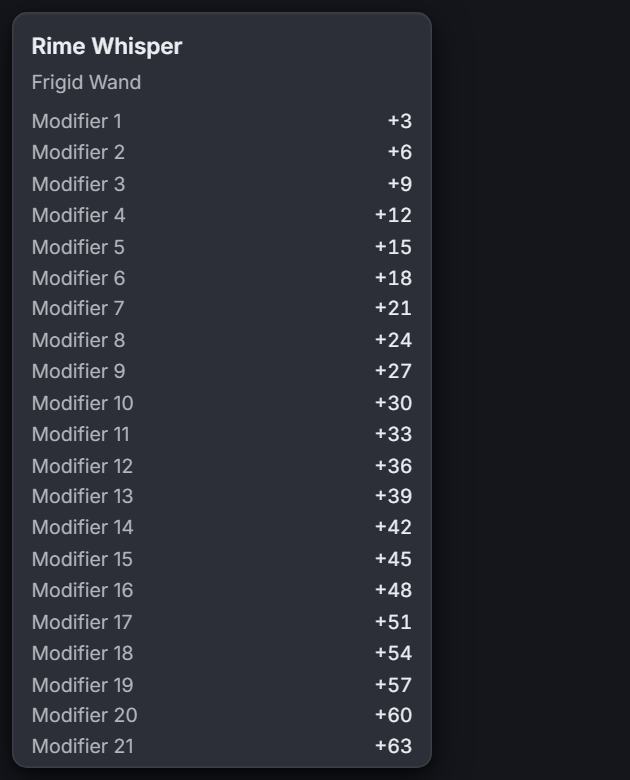 Rime Whisper
Frigid Wand
Modifier 1 +3
Modifier 2 +6
Modifier 3 +9
Modifier 4 +12
Modifier 5 +15
Modifier 6 +18
Modifier 7 +21
Modifier 8 +24
Modifier 9 +27
Modifier 10 +30
Modifier 11 +33
Modifier 12 +36
Modifier 13 +39
Modifier 14 +42
Modifier 15 +45
Modifier 16 +48
Modifier 17 +51
Modifier 18 +54
Modifier 19 +57
Modifier 20 +60
Modifier 21 +63